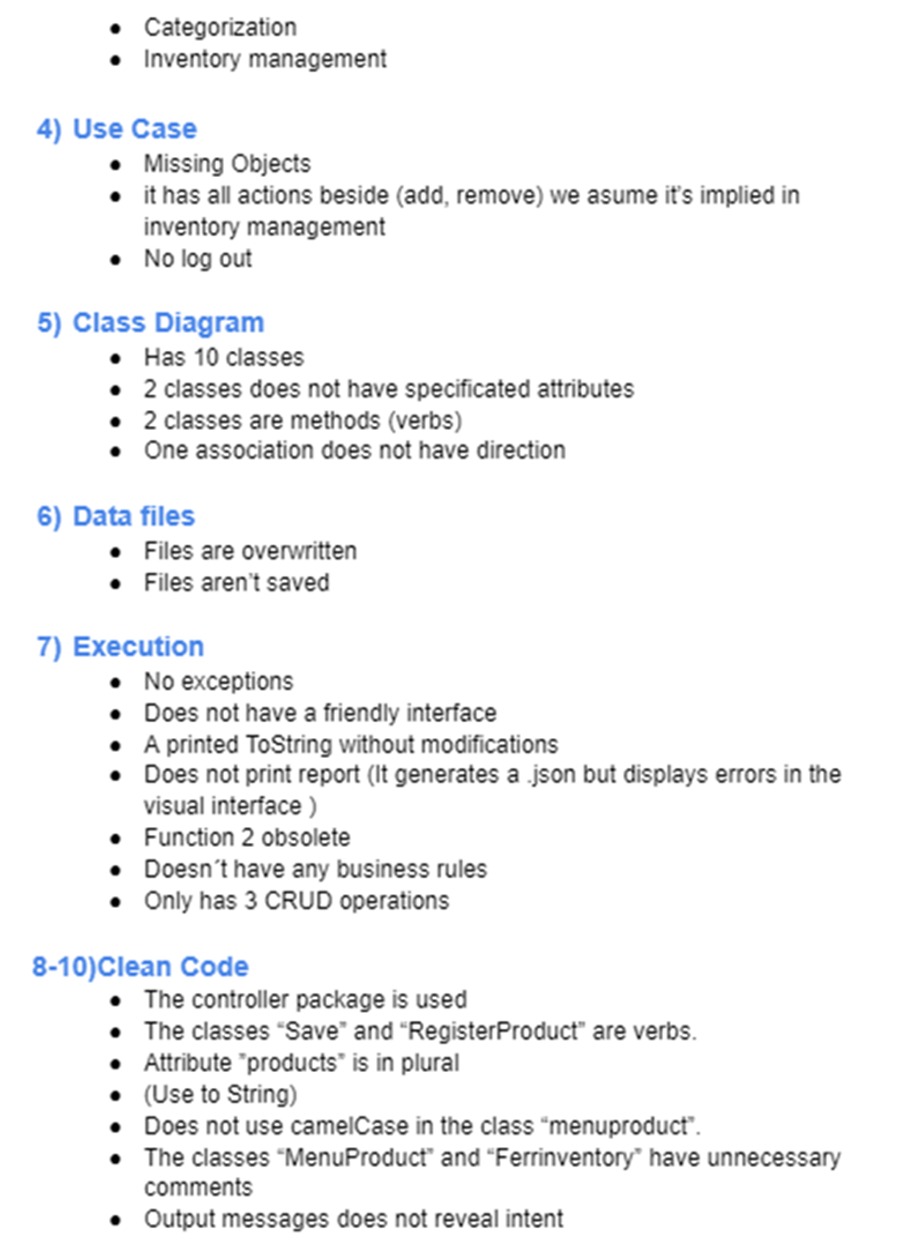 • Categorization
• Inventory management
4) Use Case
• Missing Objects
• it has all actions beside (add, remove) we asume it's implied in
inventory management
• No log out
5) Class Diagram
• Has 10 classes
• 2 classes does not have specificated attributes
• 2 classes are methods (verbs)
• One association does not have direction
6) Data files
• Files are overwritten
• Files aren't saved
7) Execution
• No exceptions
• Does not have a friendly interface
• A printed ToString without modifications
• Does not print report (It generates a .json but displays errors in the
visual interface )
• Function 2 obsolete
• Doesn´t have any business rules
• Only has 3 CRUD operations
8-10)Clean Code
• The controller package is used
• The classes “Save” and “RegisterProduct” are verbs.
• Attribute ”products” is in plural
• (Use to String)
• Does not use camelCase in the class “menuproduct”.
• The classes “MenuProduct” and “Ferrinventory” have unnecessary
comments
• Output messages does not reveal intent